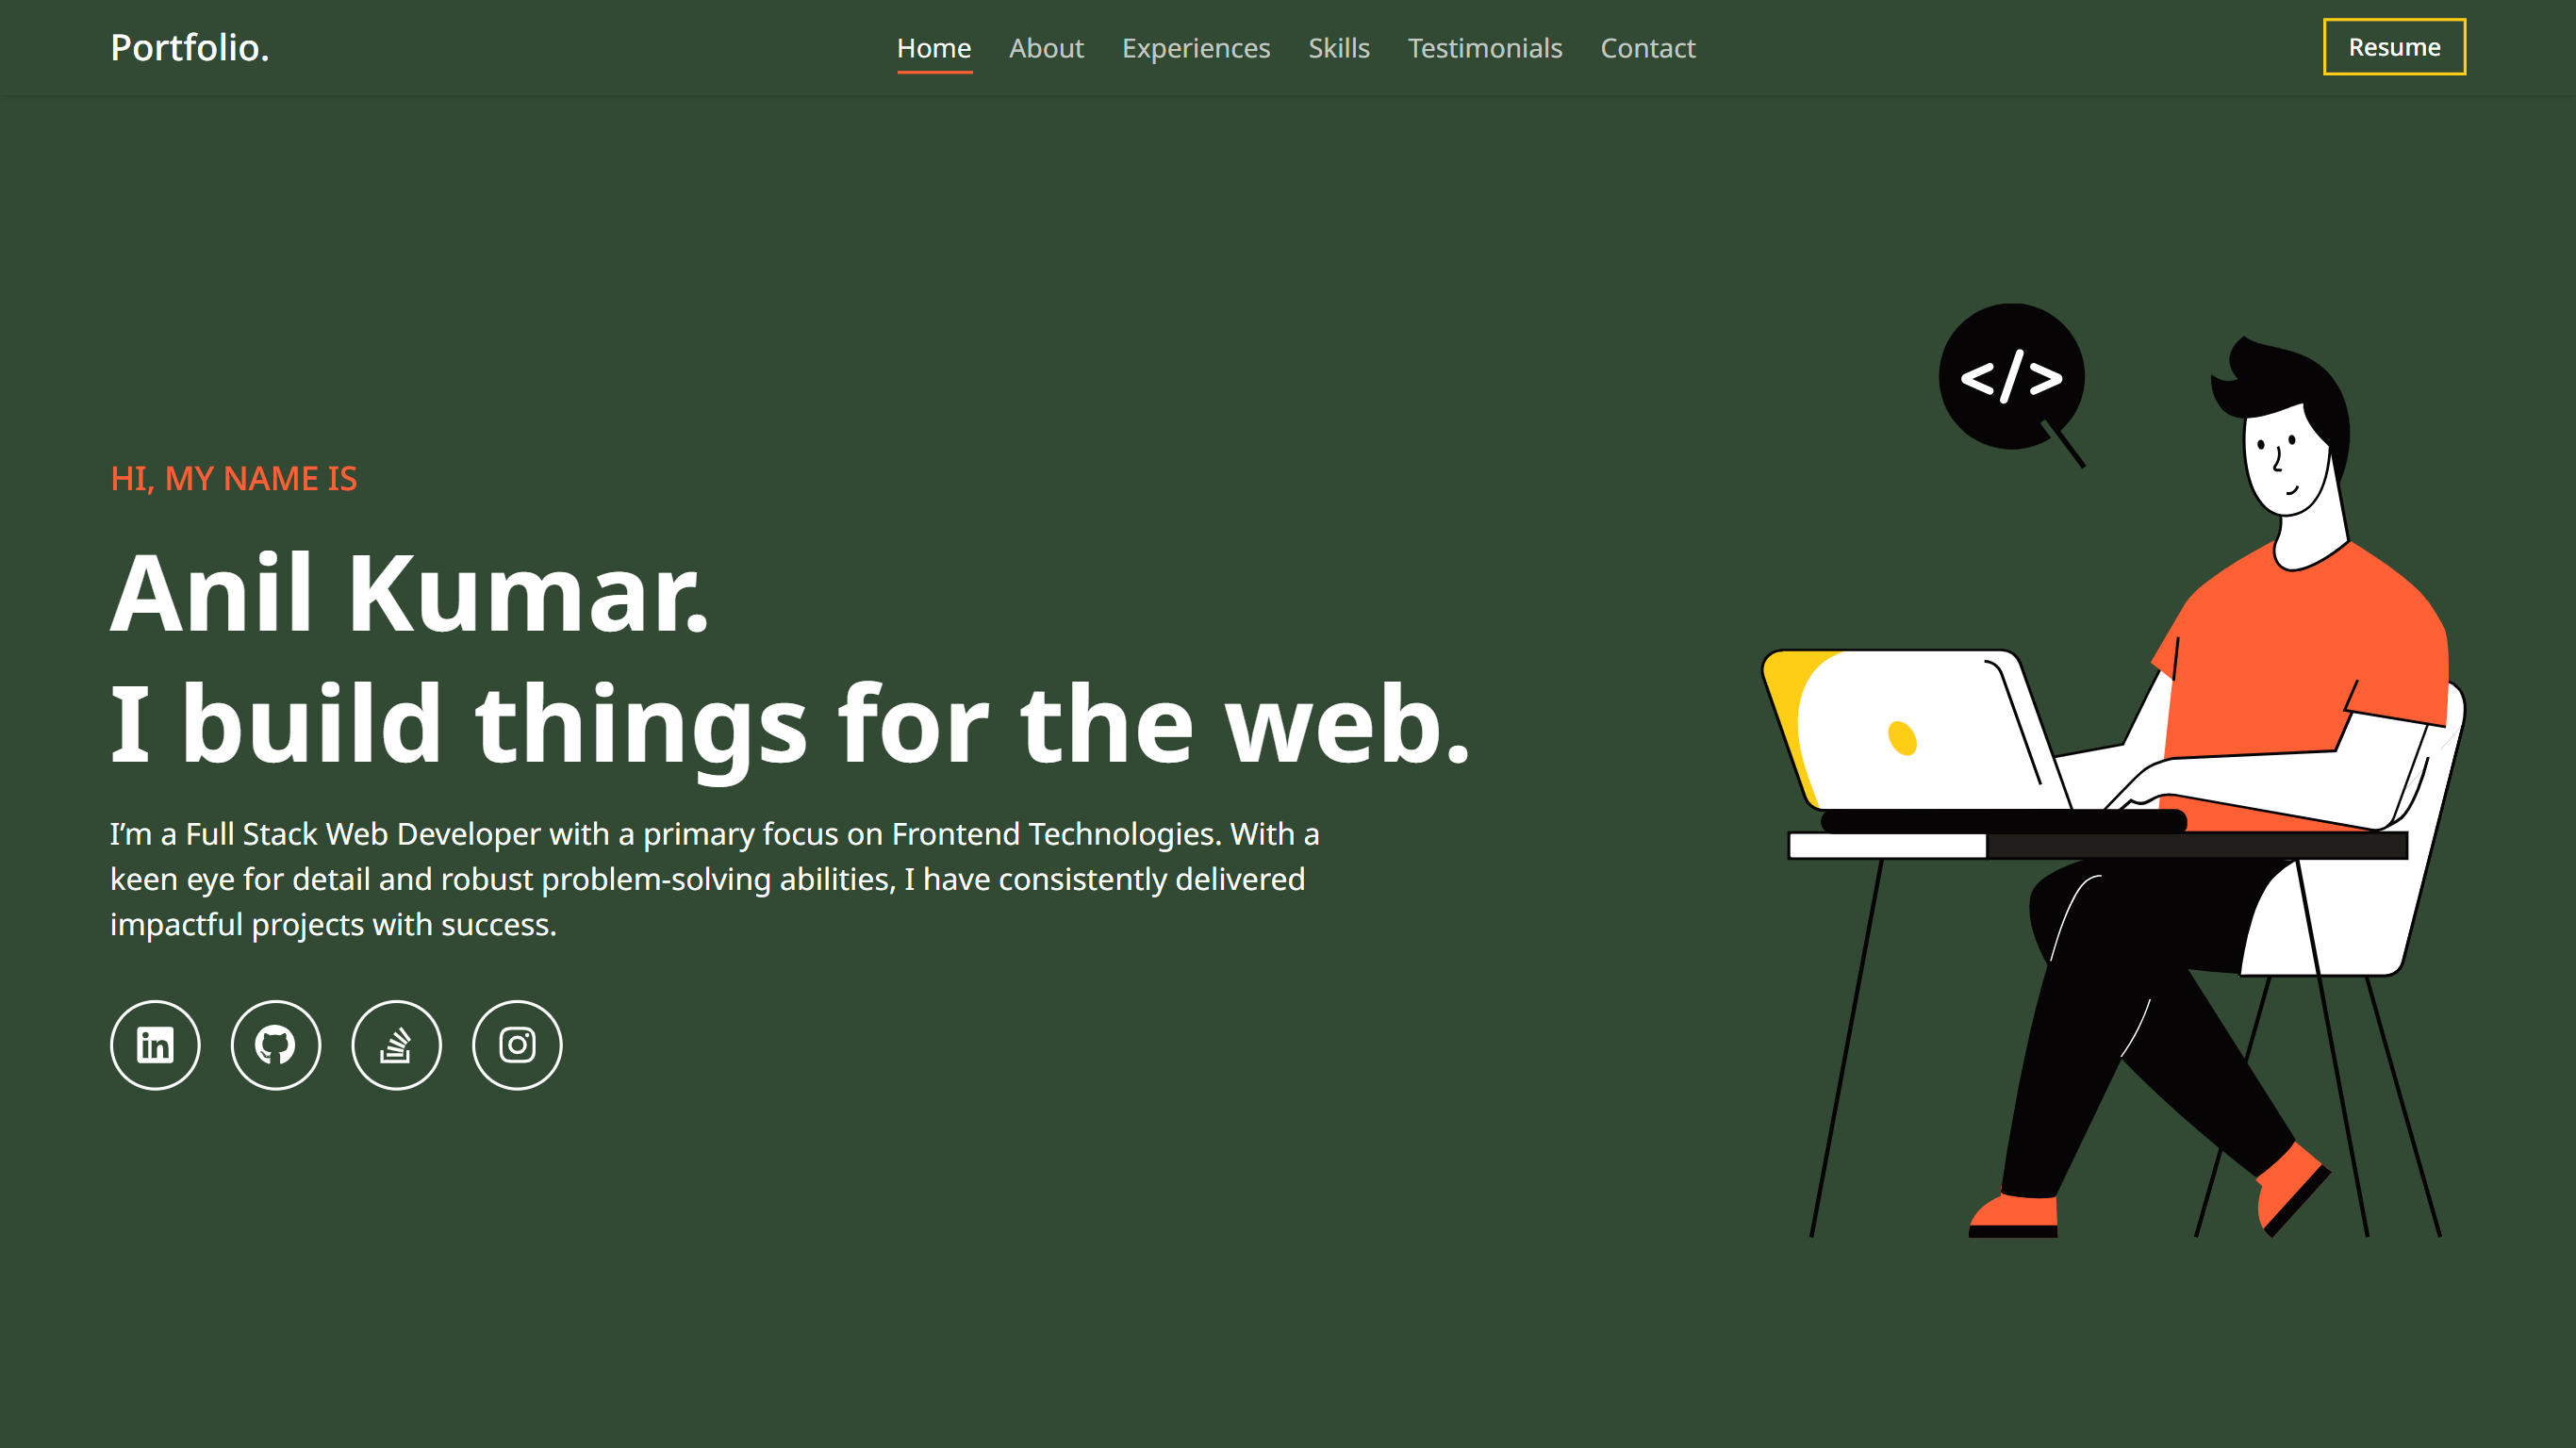 Portfolio.
Home About Experiences Skills Testimonials Contact
Resume
</>
HI, MY NAME IS
Anil Kumar.
I build things for the web.
I’m a Full Stack Web Developer with a primary focus on Frontend Technologies. With a
keen eye for detail and robust problem-solving abilities, I have consistently delivered
impactful projects with success.
in